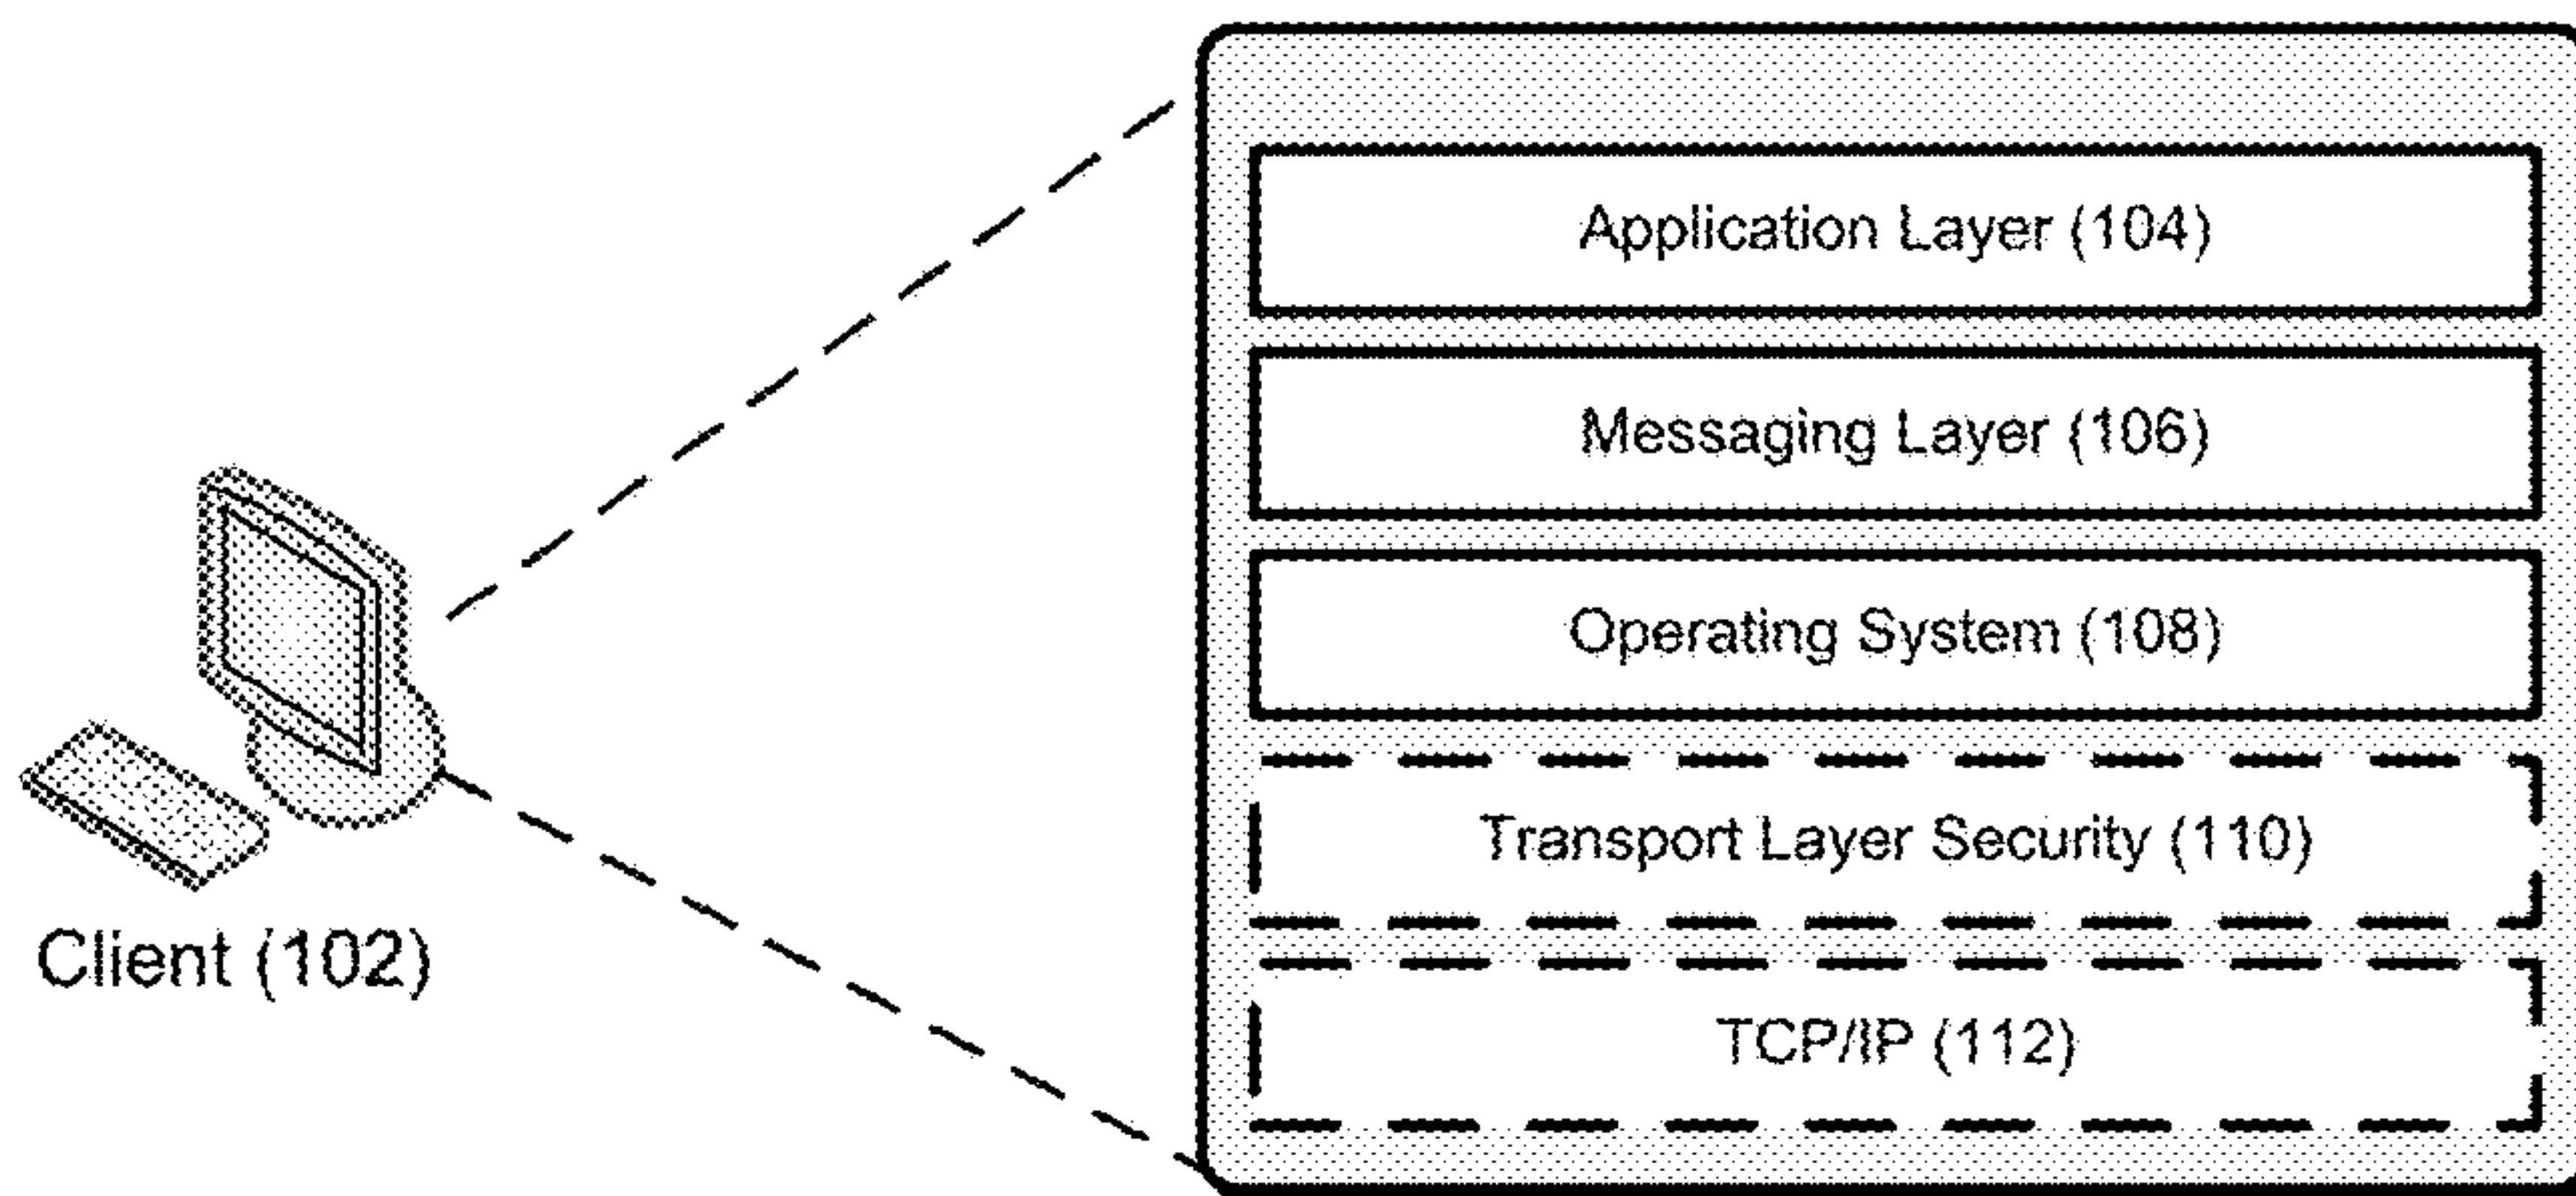 Application Layer (104)
Messaging Layer (106)
Operating System (108)
Transport Layer Security (110)
TCP/IP (112)
Client (102)